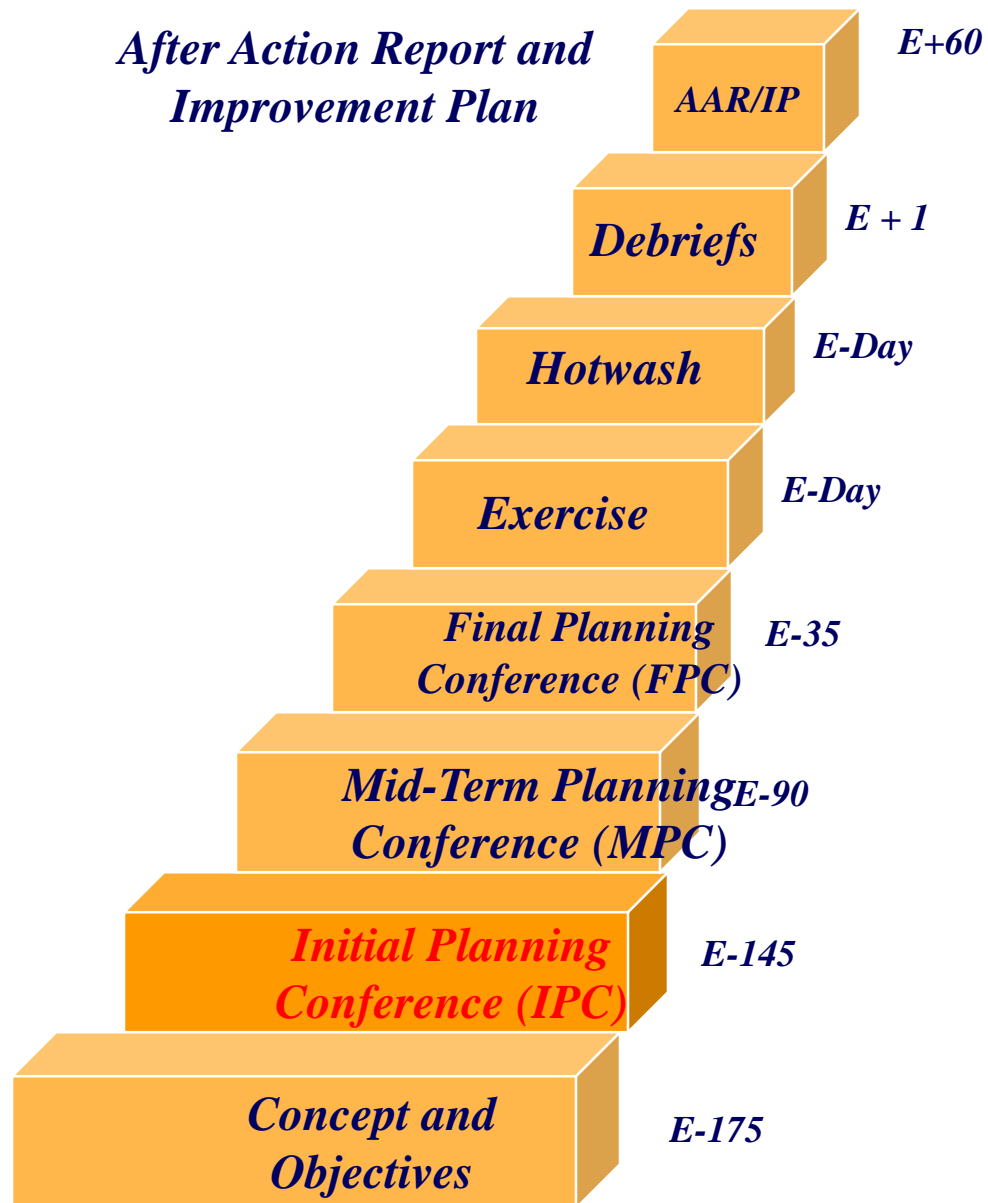 After Action Report and
Improvement Plan
E+60
AAR/IP
E + 1
Debriefs
E-Day
Hotwash
E-Day
Exercise
Final Planning
Conference (FPC)
E-35
Mid-Term Planning
Conference (MPC)
E-90
Initial Planning
Conference (IPC)
E-145
Concept and
Objectives
E-175